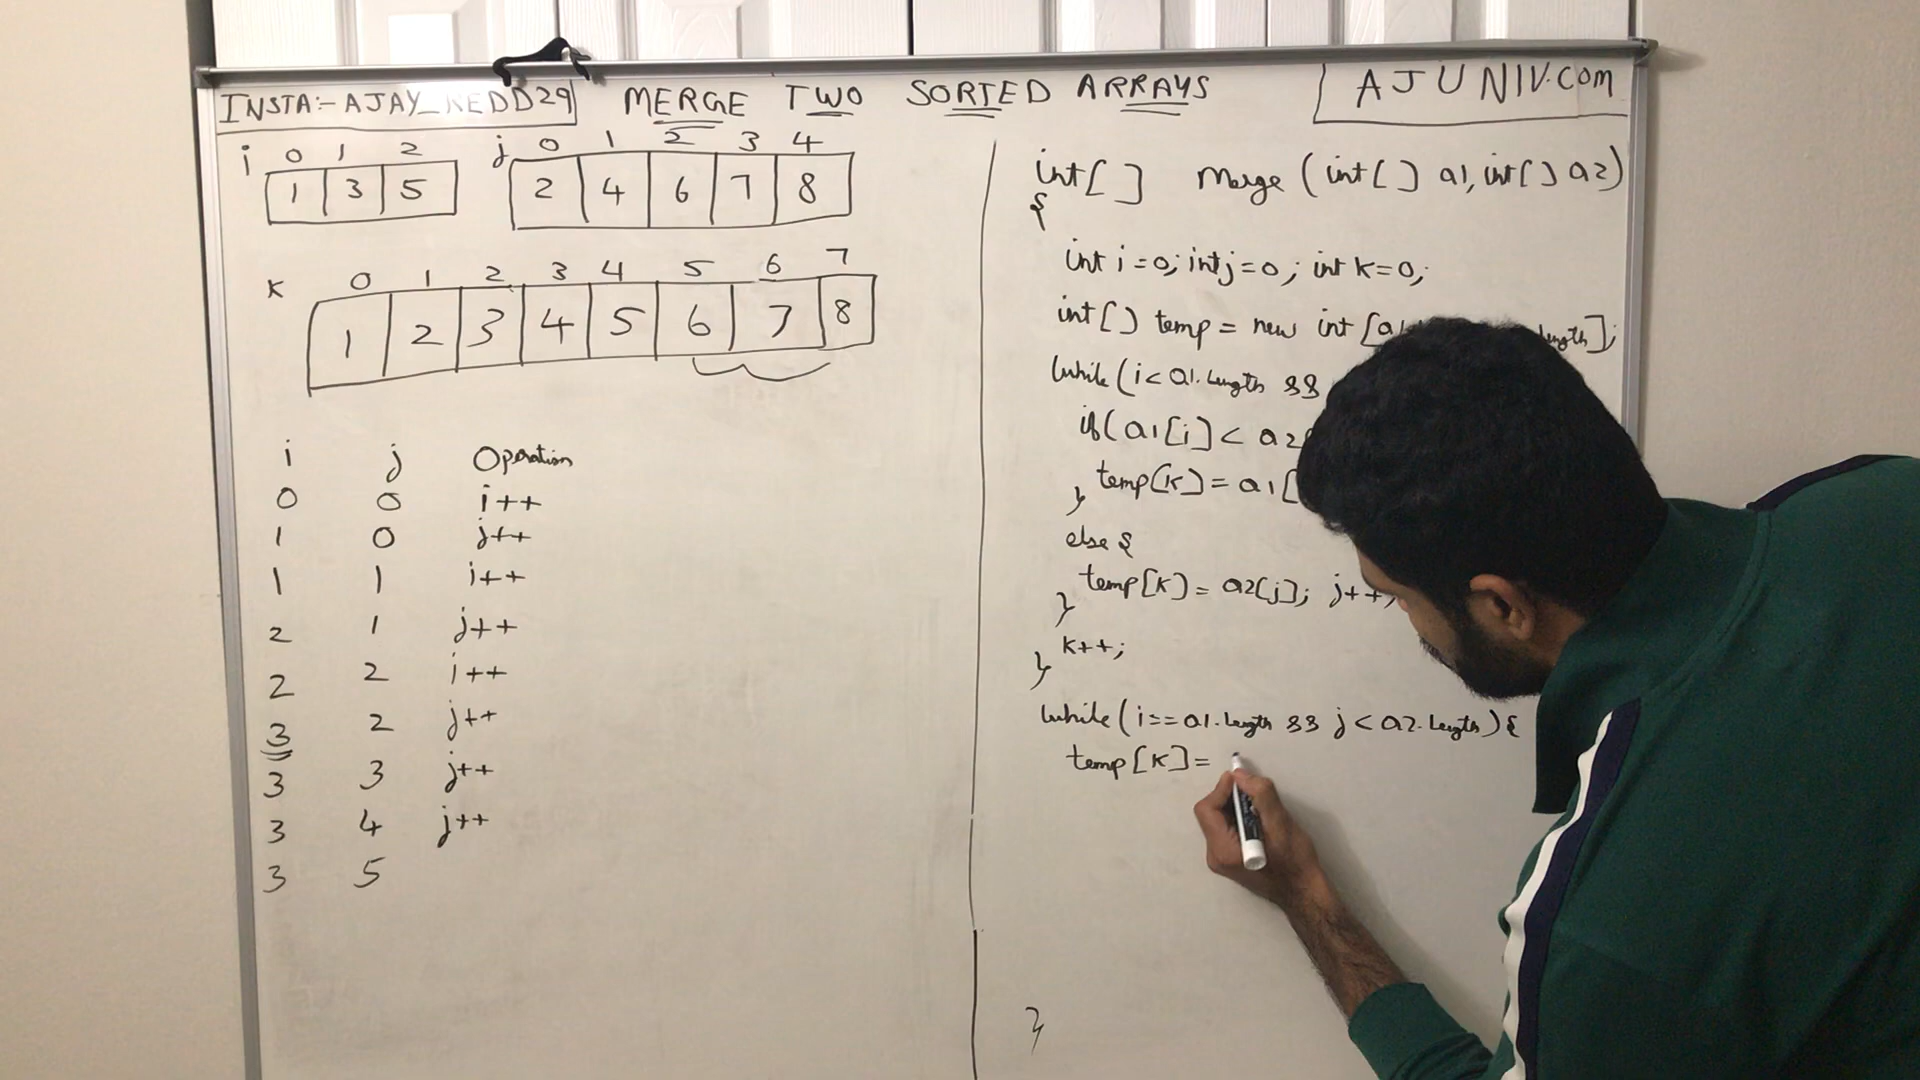 INSTA:- AJAY_NEDD29
MERGE TWO SORTED ARRAYS
AJUNIV.COM
i 0 1 2
1 3 5
j 0 1 2 3 4
2 4 6 7 8
k 0 1 2 3 4 5 6 7
1 2 3 4 5 6 7 8
i j Operation
0 0 i++
1 0 j++
1 1 i++
2 1 j++
2 2 i++
3 2 j++
3 3 j++
3 4 j++
3 5
int[] Merge (int[] a1, int[] a2)
{
int i=0; int j=0; int k=0;
int[] temp = new int [a1 length];
while (i< a1.length &&
if( a1[i] < a2[
temp[k] = a1[
}
else {
temp[k] = a2[j]; j++;
}
k++;
}
while (i==a1.length && j<a2.length){
temp[k]=
}